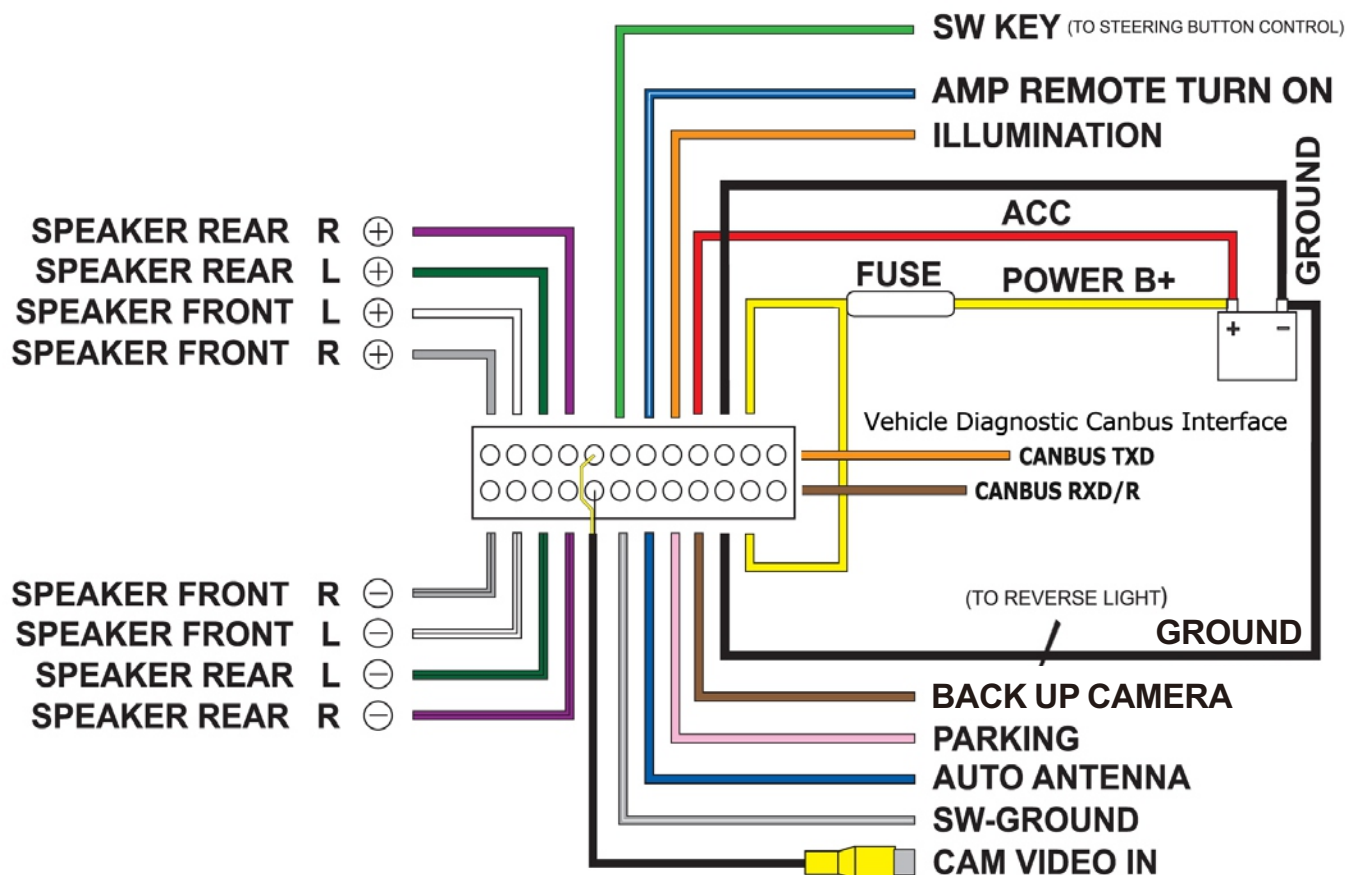 SW KEY (TO STEERING BUTTON CONTROL)
AMP REMOTE TURN ON
ILLUMINATION
GROUND
ACC
FUSE
POWER B+
+ −
SPEAKER REAR R +
SPEAKER REAR L +
SPEAKER FRONT L +
SPEAKER FRONT R +
Vehicle Diagnostic Canbus Interface
CANBUS TXD
CANBUS RXD/R
SPEAKER FRONT R −
SPEAKER FRONT L −
SPEAKER REAR L −
SPEAKER REAR R −
(TO REVERSE LIGHT)
GROUND
BACK UP CAMERA
PARKING
AUTO ANTENNA
SW-GROUND
CAM VIDEO IN